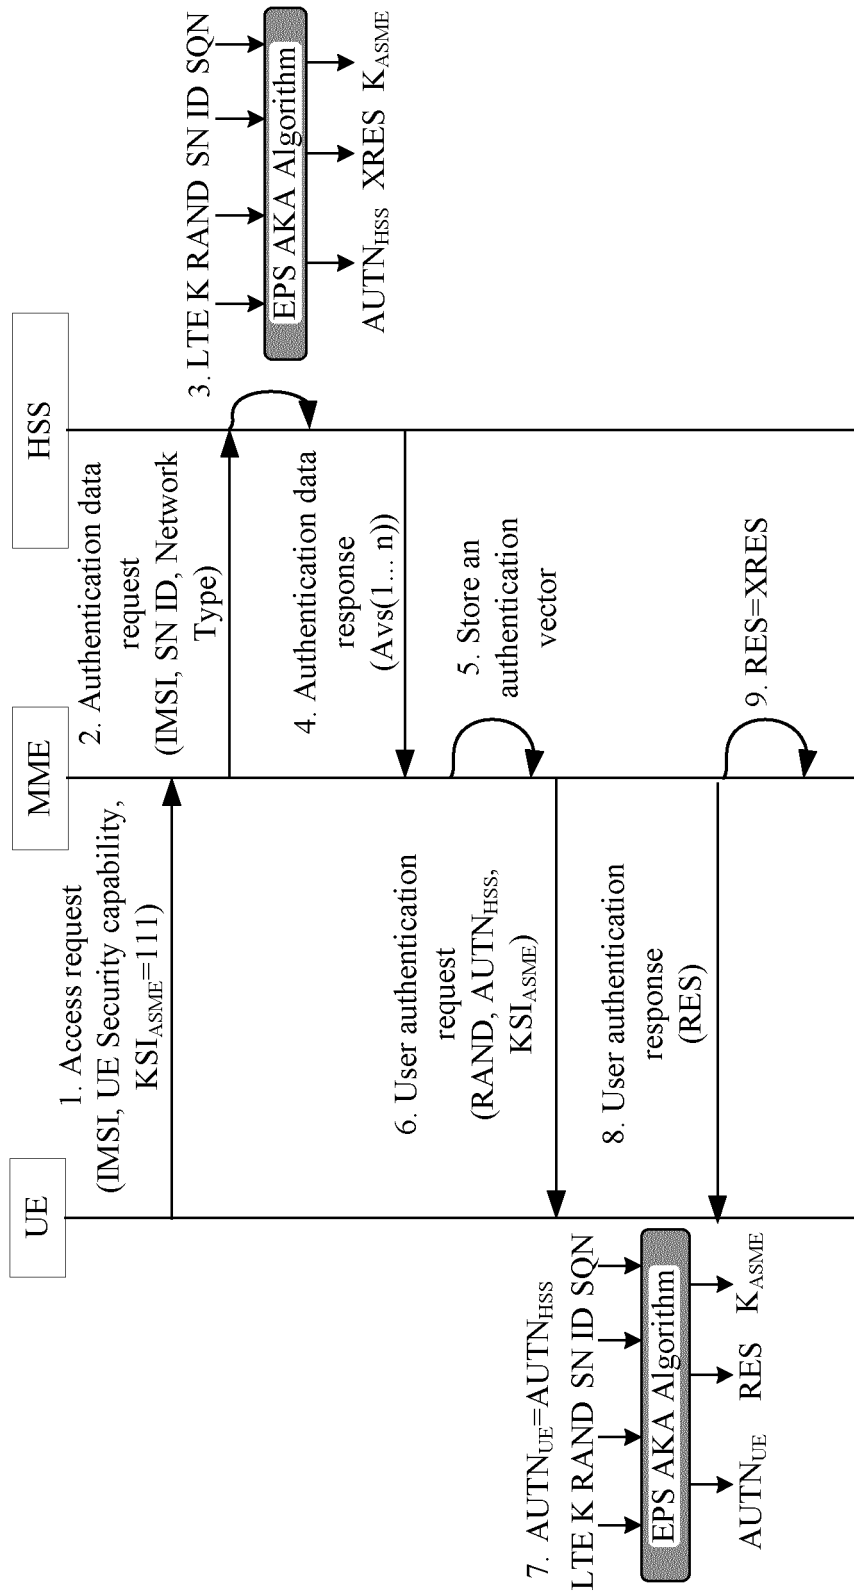 UE
MME
HSS
1. Access request
(IMSI, UE Security capability,
KSI_ASME=111)
2. Authentication data
request
(IMSI, SN ID, Network
Type)
3. LTE K RAND SN ID SQN
EPS AKA Algorithm
AUTN_HSS XRES K_ASME
4. Authentication data
response
(Avs(1... n))
5. Store an
authentication
vector
6. User authentication
request
(RAND, AUTN_HSS,
KSI_ASME)
7. AUTN_UE=AUTN_HSS
LTE K RAND SN ID SQN
EPS AKA Algorithm
AUTN_UE RES K_ASME
8. User authentication
response
(RES)
9. RES=XRES